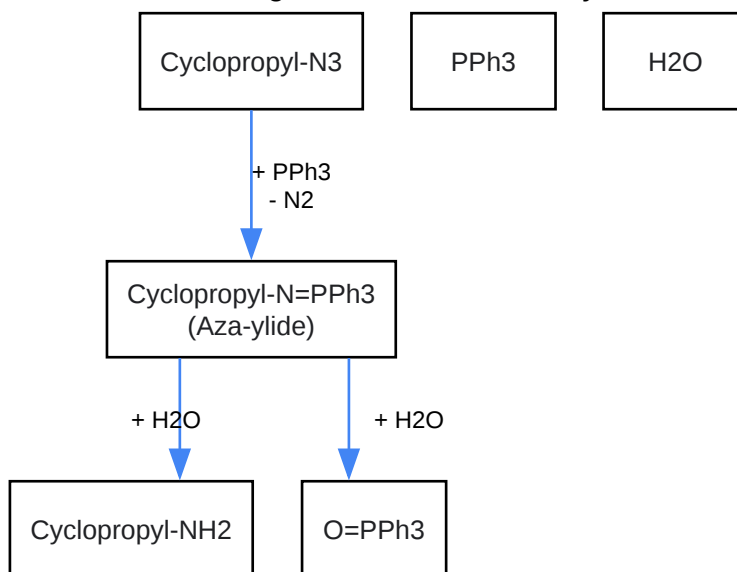 Cyclopropyl-N3
PPh3
H2O
+ PPh3
- N2
Cyclopropyl-N=PPh3
(Aza-ylide)
+ H2O
+ H2O
Cyclopropyl-NH2
O=PPh3